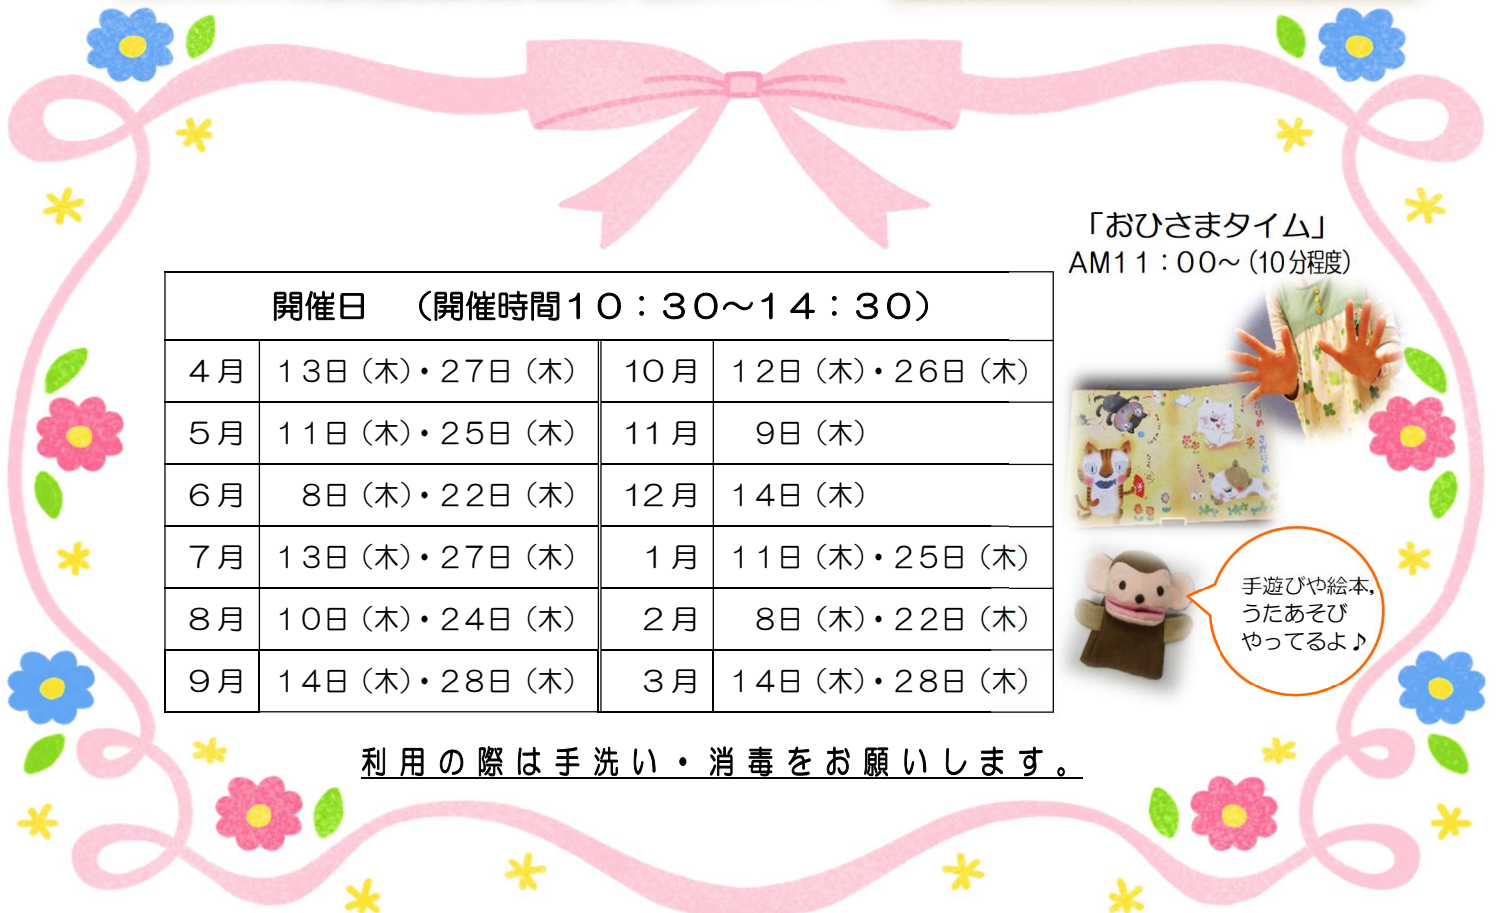 「おひさまタイム」
AM11：00～（10分程度）
開催日　（開催時間10：30～14：30）
4月　13日（木）・27日（木）　10月　12日（木）・26日（木）
5月　11日（木）・25日（木）　11月　9日（木）
6月　8日（木）・22日（木）　12月　14日（木）
7月　13日（木）・27日（木）　1月　11日（木）・25日（木）
8月　10日（木）・24日（木）　2月　8日（木）・22日（木）
9月　14日（木）・28日（木）　3月　14日（木）・28日（木）
手遊びや絵本,
うたあそび
やってるよ♪
利用の際は手洗い・消毒をお願いします。